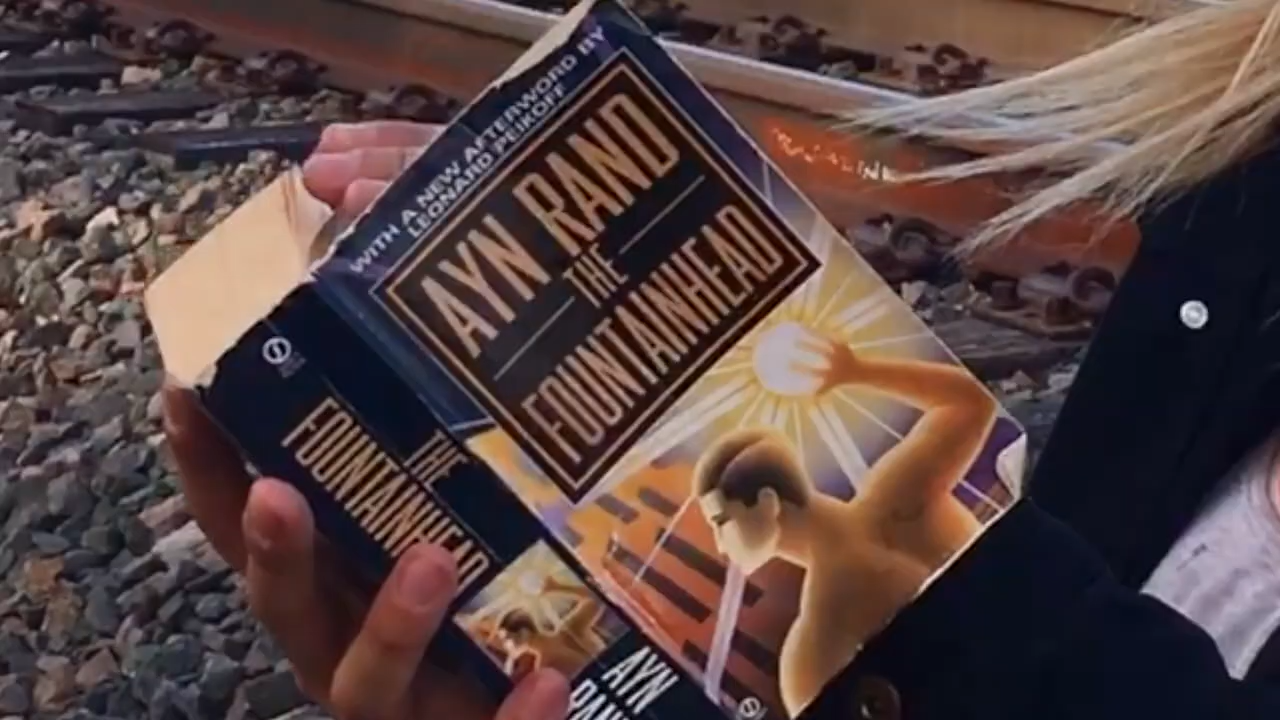 WITH A NEW AFTERWORD BY
LEONARD PEIKOFF
AYN RAND
THE
FOUNTAINHEAD
THE
FOUNTAINHEAD
AYN